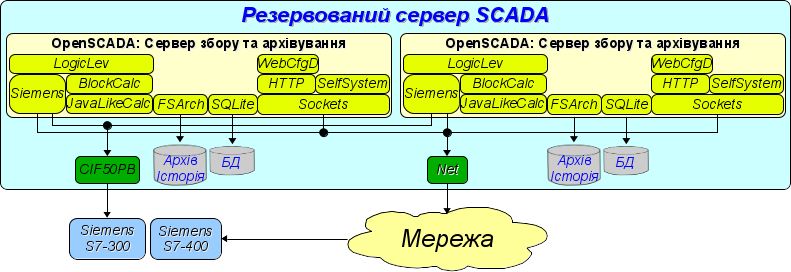 Резервований сервер SCADA
OpenSCADA: Сервер збору та архівування
LogicLev
WebCfgD
Siemens
BlockCalc
HTTP
SelfSystem
JavaLikeCalc
FSArch
SQLite
Sockets
OpenSCADA: Сервер збору та архівування
LogicLev
WebCfgD
Siemens
BlockCalc
HTTP
SelfSystem
JavaLikeCalc
FSArch
SQLite
Sockets
CIF50PB
Архів
Історія
БД
Net
Архів
Історія
БД
Siemens
S7-300
Siemens
S7-400
Мережа